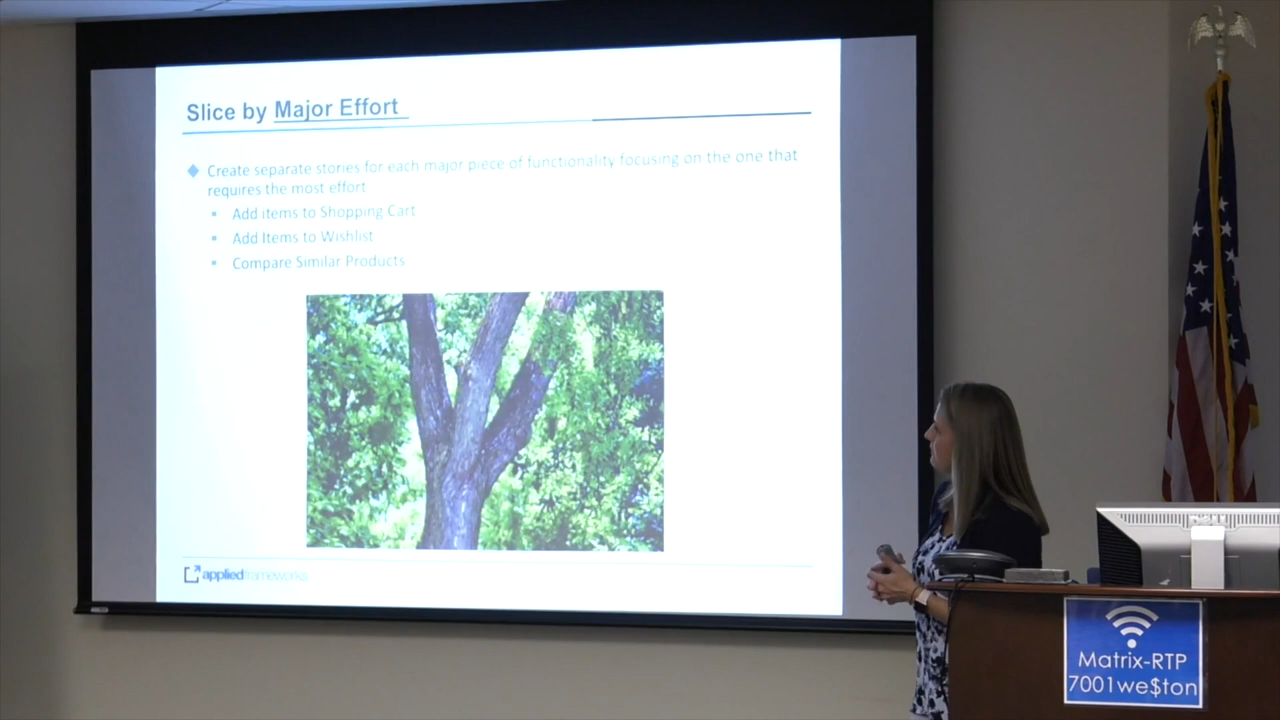 Slice by Major Effort
Create separate stories for each major piece of functionality focusing on the one that
requires the most effort
Add items to Shopping Cart
Add Items to Wishlist
Compare Similar Products
appliedframeworks
Matrix-RTP
7001we$ton